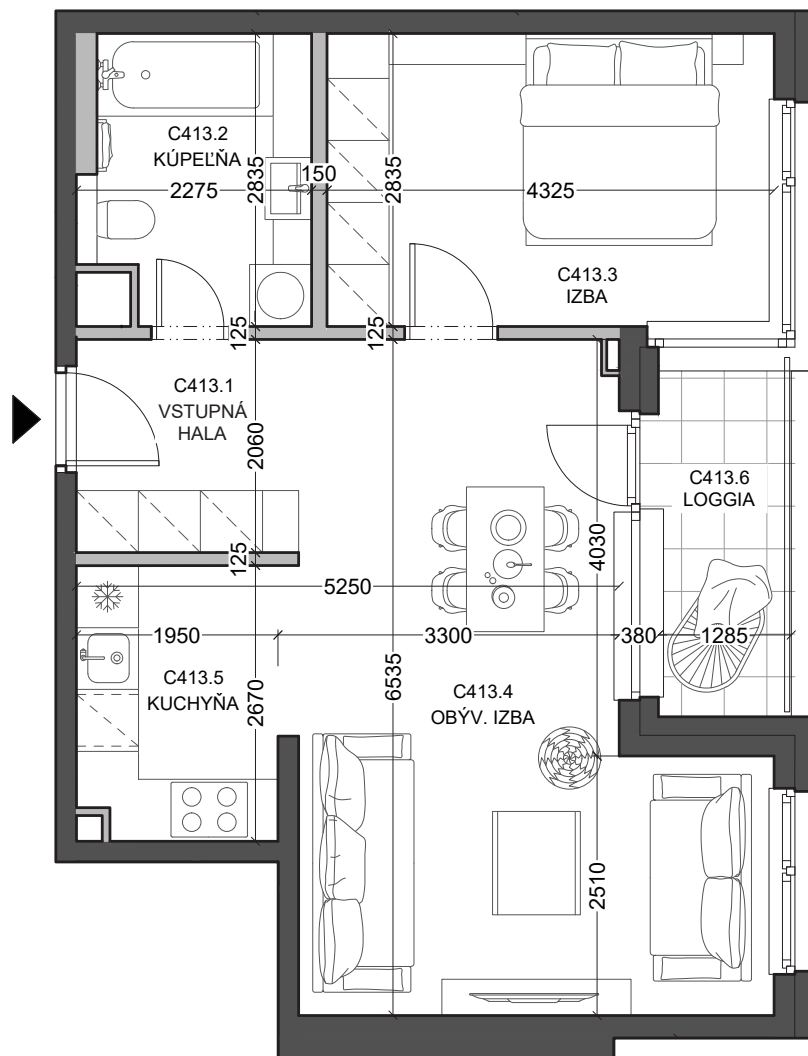 C413.2
KÚPEĽŇA
2275
2835
150
2835
4325
C413.3
IZBA
125
125
C413.1
VSTUPNÁ
HALA
2060
C413.6
LOGGIA
125
5250
4030
1950
3300
380
1285
C413.5
KUCHYŇA
2670
6535
C413.4
OBÝV. IZBA
2510